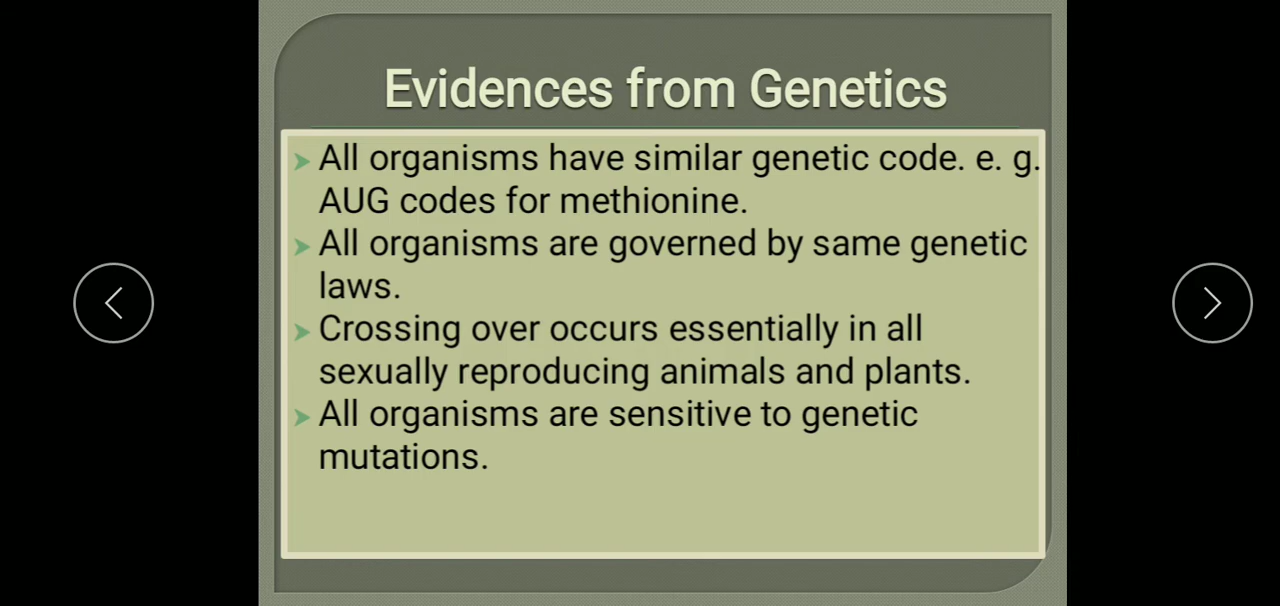 Evidences from Genetics
➤ All organisms have similar genetic code. e. g.
AUG codes for methionine.
➤ All organisms are governed by same genetic
laws.
➤ Crossing over occurs essentially in all
sexually reproducing animals and plants.
➤ All organisms are sensitive to genetic
mutations.